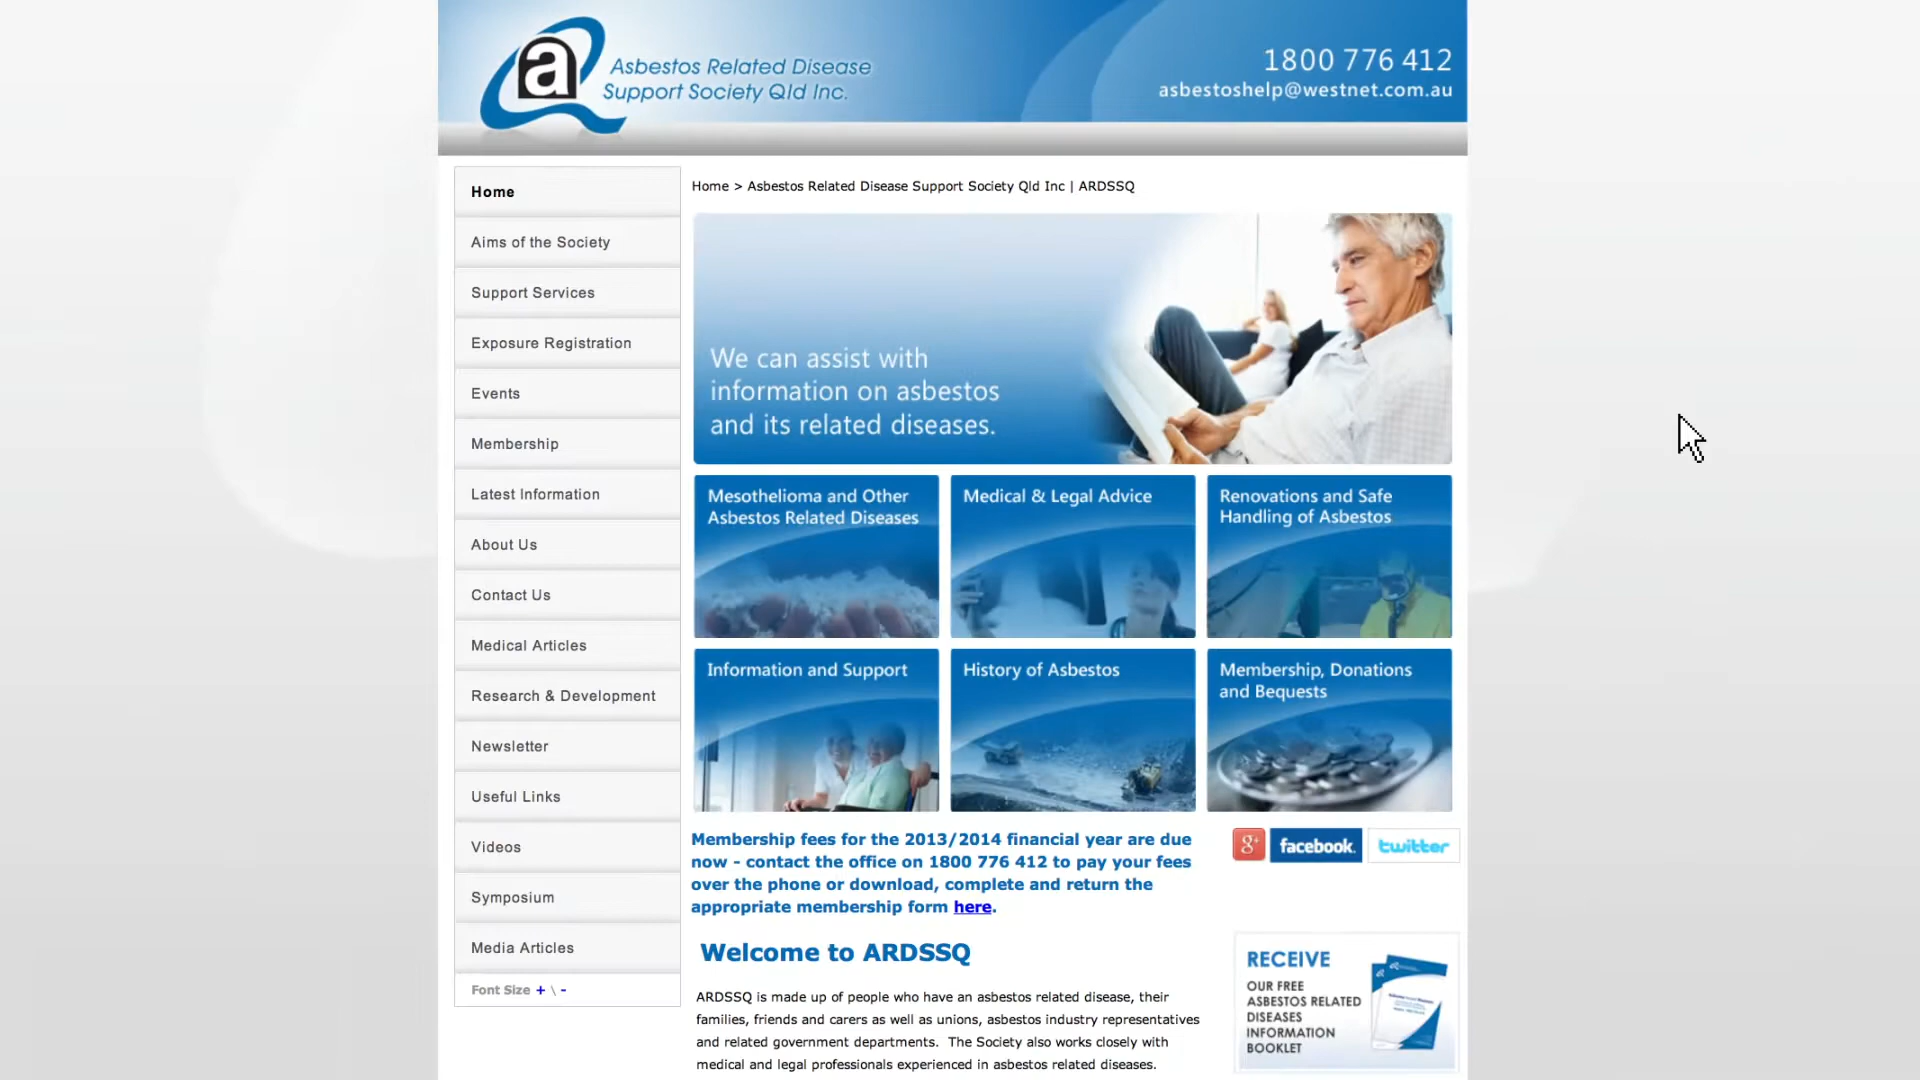 a
Asbestos Related Disease
Support Society Qld Inc.
1800 776 412
asbestoshelp@westnet.com.au
Home
Aims of the Society
Support Services
Exposure Registration
Events
Membership
Latest Information
About Us
Contact Us
Medical Articles
Research & Development
Newsletter
Useful Links
Videos
Symposium
Media Articles
Font Size + \ -
Home > Asbestos Related Disease Support Society Qld Inc | ARDSSQ
We can assist with
information on asbestos
and its related diseases.
Mesothelioma and Other
Asbestos Related Diseases
Medical & Legal Advice
Renovations and Safe
Handling of Asbestos
Information and Support
History of Asbestos
Membership, Donations
and Bequests
Membership fees for the 2013/2014 financial year are due
now - contact the office on 1800 776 412 to pay your fees
over the phone or download, complete and return the
appropriate membership form here.
g+
facebook.
twitter
Welcome to ARDSSQ
ARDSSQ is made up of people who have an asbestos related disease, their
families, friends and carers as well as unions, asbestos industry representatives
and related government departments. The Society also works closely with
medical and legal professionals experienced in asbestos related diseases.
RECEIVE
OUR FREE
ASBESTOS RELATED
DISEASES
INFORMATION
BOOKLET